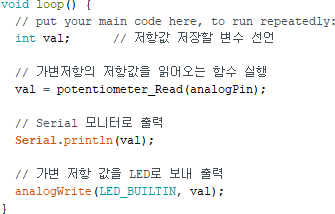 void loop() {
// put your main code here, to run repeatedly:
int val;      // 저항값 저장할 변수 선언
// 가변저항의 저항값을 읽어오는 함수 실행
val = potentiometer_Read(analogPin);
// Serial 모니터로 출력
Serial.println(val);
// 가변 저항 값을 LED로 보내 출력
analogWrite(LED_BUILTIN, val);
}